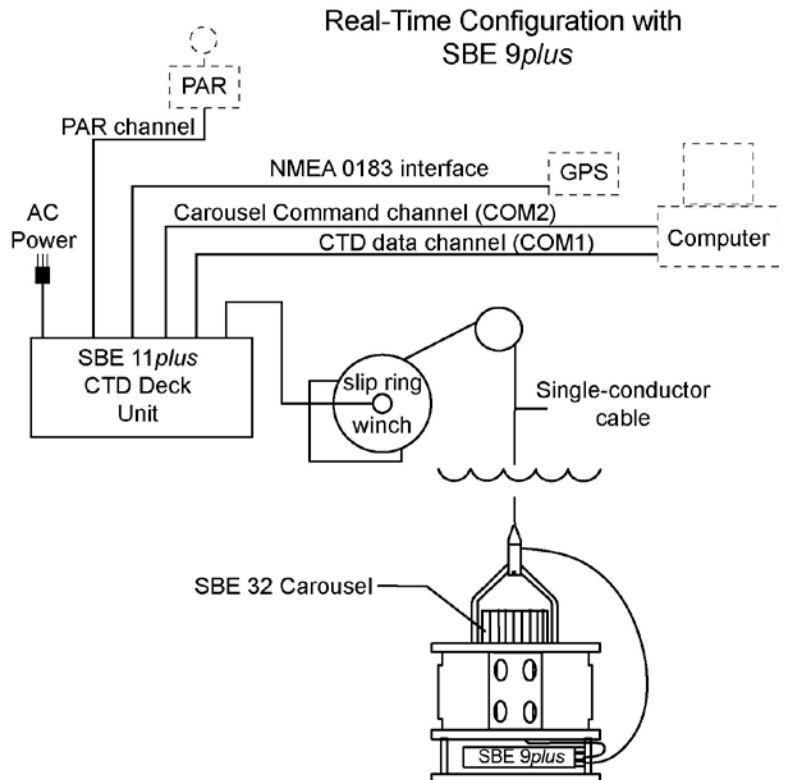 Real-Time Configuration with
SBE 9plus
PAR
PAR channel
NMEA 0183 interface
GPS
AC
Power
Carousel Command channel (COM2)
CTD data channel (COM1)
Computer
SBE 11plus
CTD Deck
Unit
slip ring
winch
Single-conductor
cable
SBE 32 Carousel
SBE 9plus